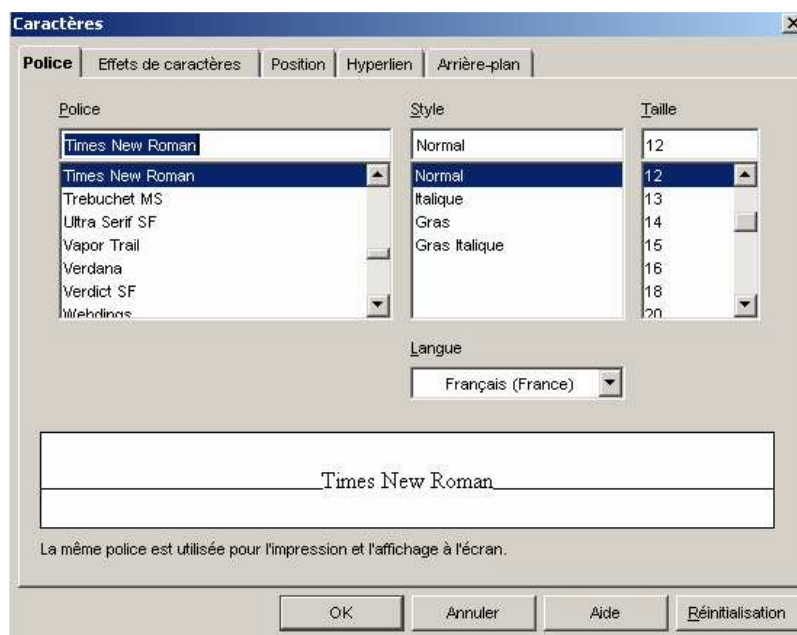 Caractères
Police Effets de caractères Position Hyperlien Arrière-plan
Police Style Taille
Times New Roman Normal 12
Times New Roman Normal 12
Trebuchet MS Italique 13
Ultra Serif SF Gras 14
Vapor Trail Gras Italique 15
Verdana 16
Verdict SF 18
Webdings 20
Langue
Français (France)
Times New Roman
La même police est utilisée pour l'impression et l'affichage à l'écran.
OK Annuler Aide Réinitialisation